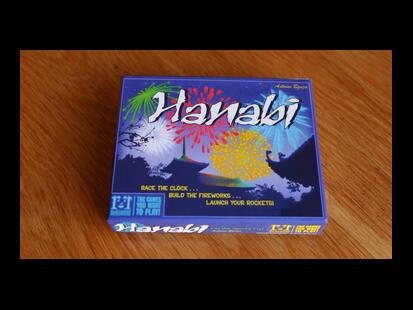 Antoine Bauza
Hanabi
RACE THE CLOCK . . .
BUILD THE FIREWORKS . . .
LAUNCH YOUR ROCKETS!
THE GAMES
YOU WANT
TO PLAY!
Hanabi